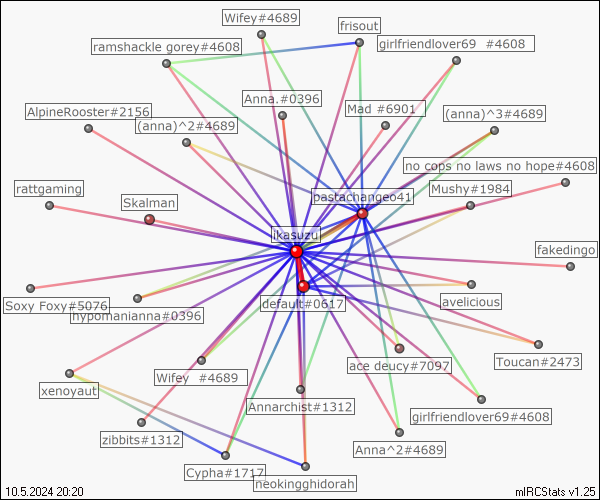 Wifey#4689
frisout
ramshackle gorey#4608
girlfriendlover69 #4608
Anna.#0396
Mad #6901
AlpineRooster#2156
(anna)^2#4689
(anna)^3#4689
no cops no laws no hope#4608
rattgaming
Skalman
pastachangeo41
Mushy#1984
ikasuzu
fakedingo
Soxy Foxy#5076
hypomanianna#0396
default#0617
avelicious
xenoyaut
Wifey #4689
ace deucy#7097
Toucan#2473
Annarchist#1312
girlfriendlover69#4608
zibbits#1312
Anna^2#4689
Cypha#1717
neokingghidorah
10.5.2024 20:20
mIRCStats v1.25